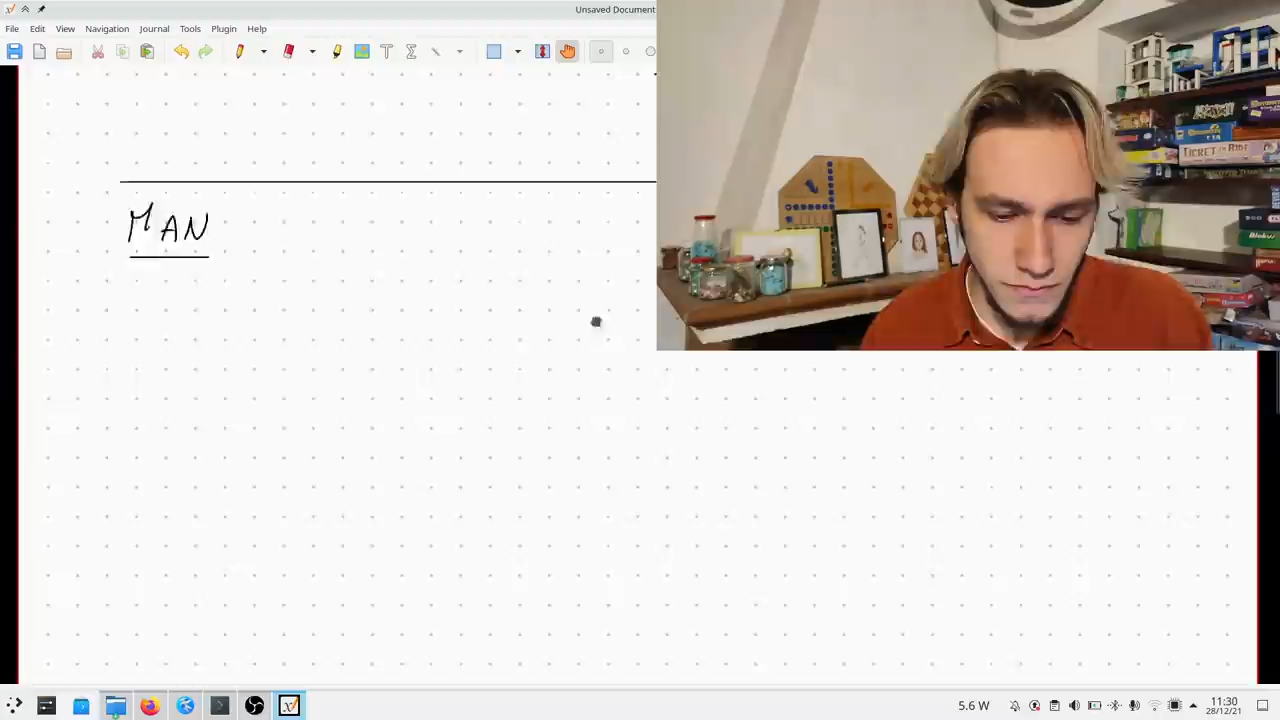 Unsaved Document
File Edit View Navigation Journal Tools Plugin Help
MAN
TICKET TO RIDE
Blokus
5.6 W
11:30
28/12/21